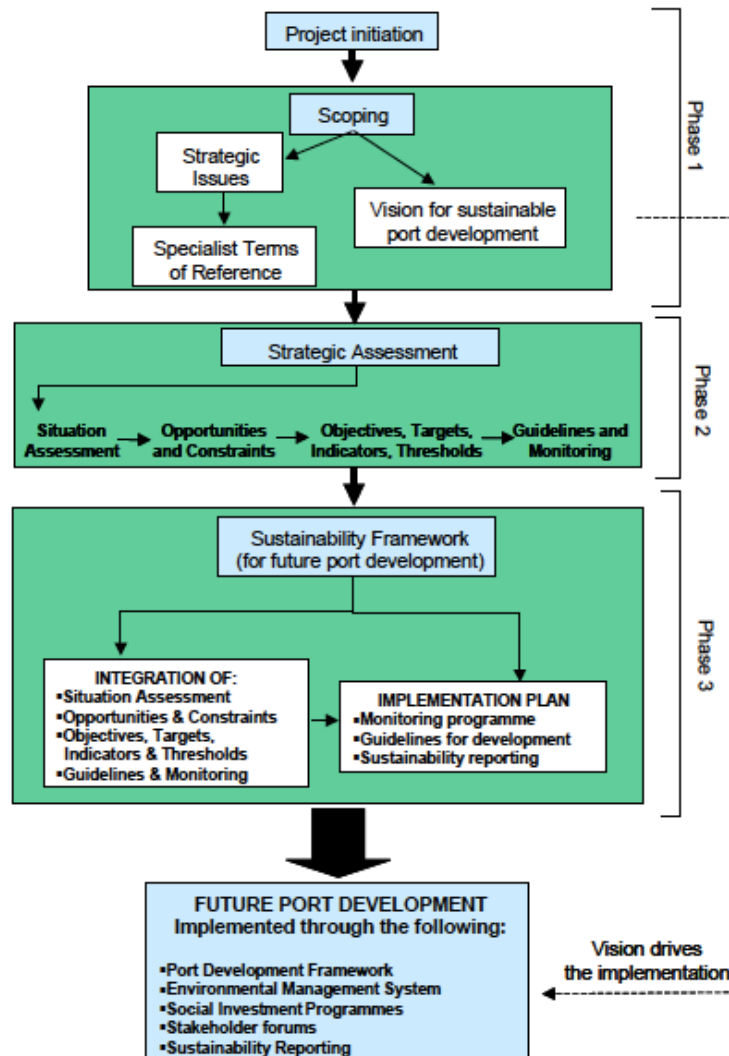 Project initiation
Phase 1
Scoping
Strategic
Issues
Vision for sustainable
port development
Specialist Terms
of Reference
Phase 2
Strategic Assessment
Situation
Assessment
Opportunities
and Constraints
Objectives, Targets,
Indicators, Thresholds
Guidelines and
Monitoring
Phase 3
Sustainability Framework
(for future port development)
INTEGRATION OF:
▪Situation Assessment
▪Opportunities & Constraints
▪Objectives, Targets,
Indicators & Thresholds
▪Guidelines & Monitoring
IMPLEMENTATION PLAN
▪Monitoring programme
▪Guidelines for development
▪Sustainability reporting
FUTURE PORT DEVELOPMENT
Implemented through the following:
▪Port Development Framework
▪Environmental Management System
▪Social Investment Programmes
▪Stakeholder forums
▪Sustainability Reporting
Vision drives
the implementation